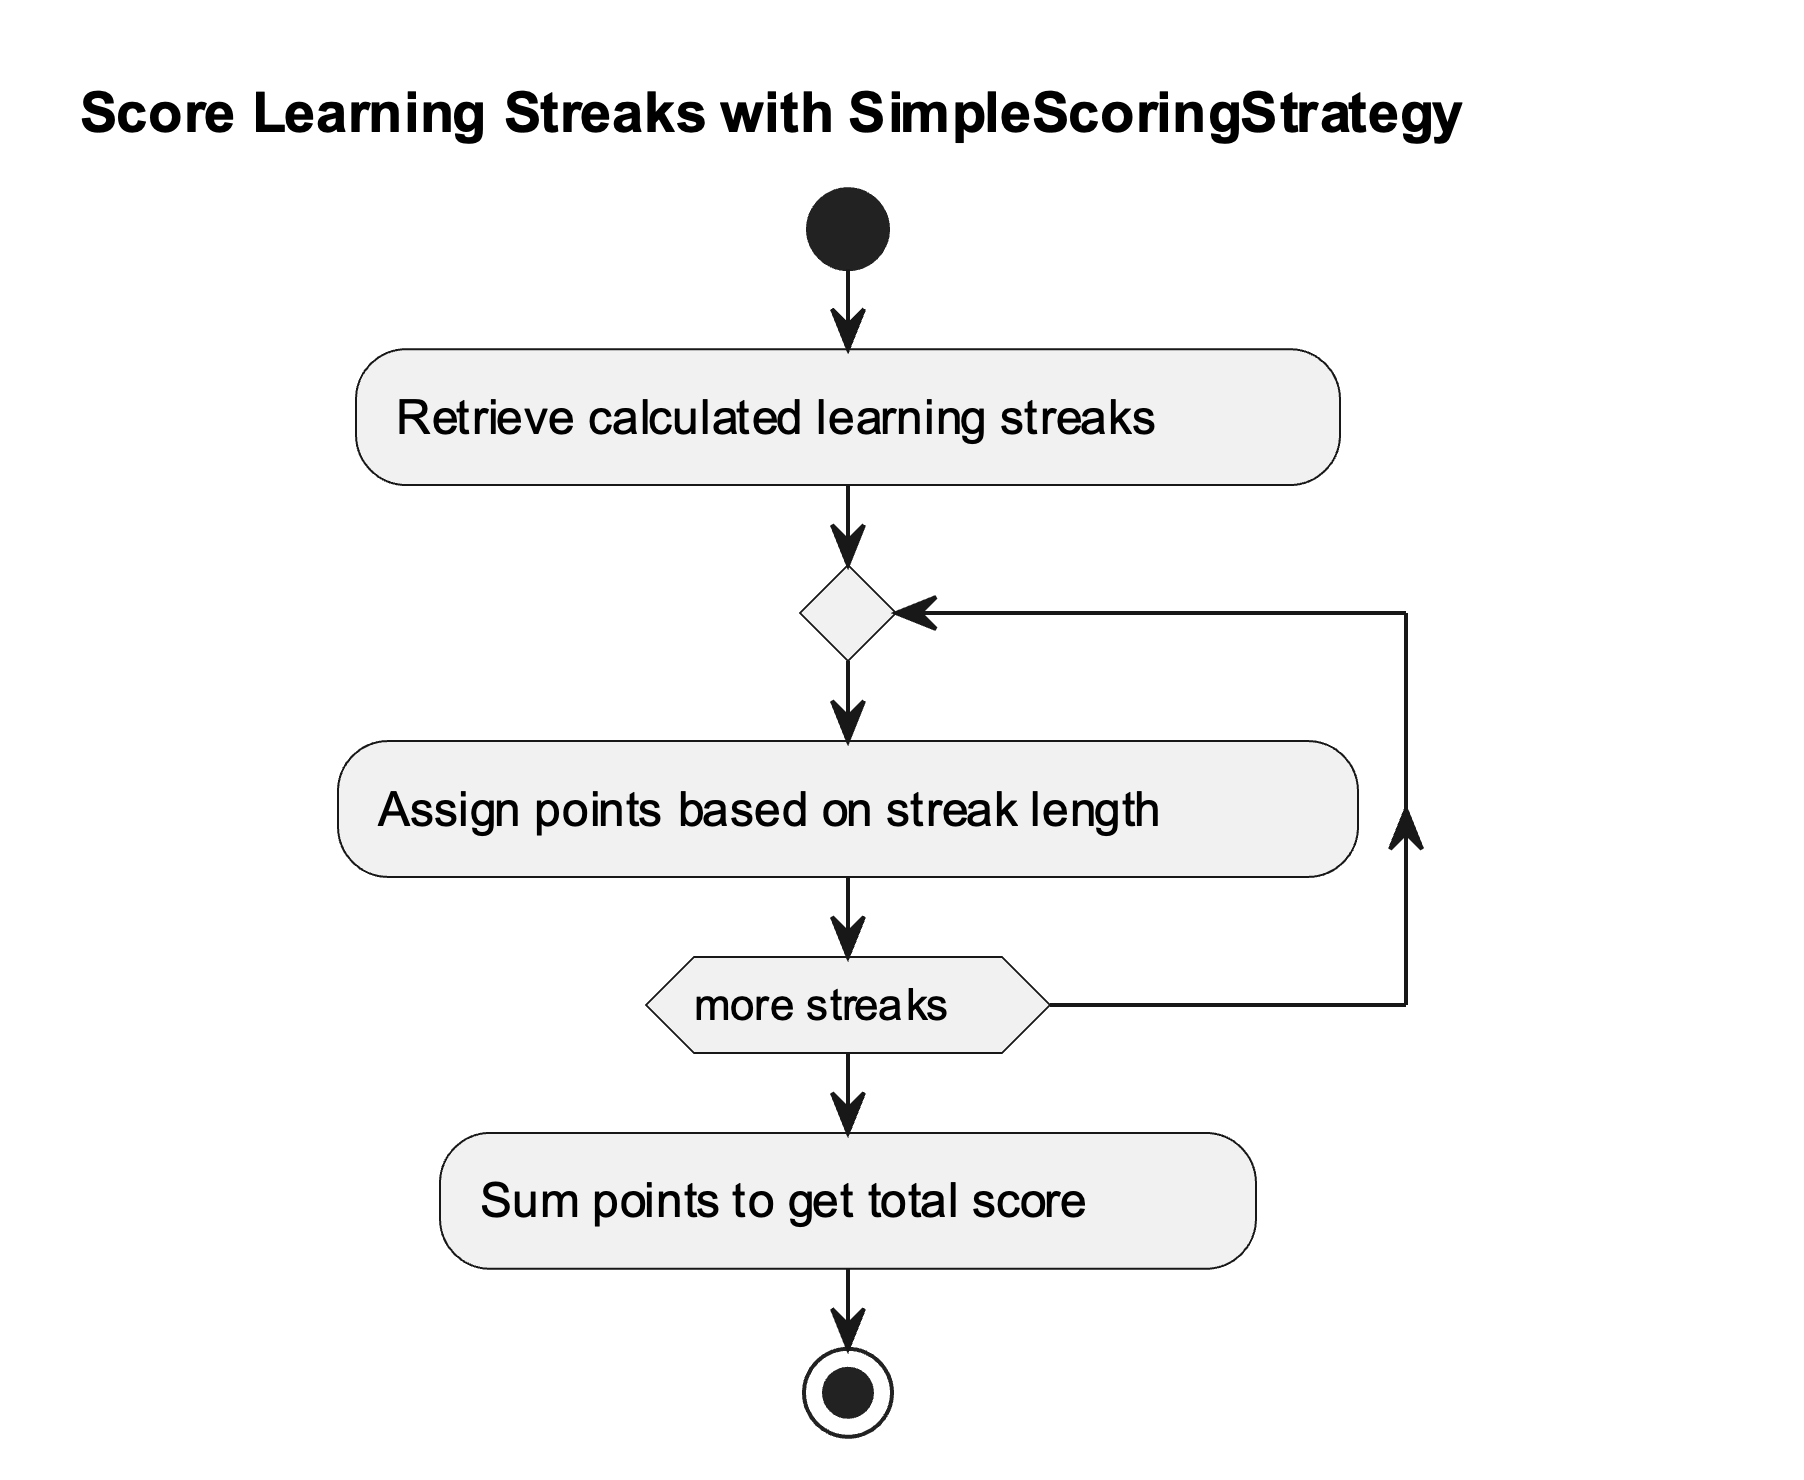 Score Learning Streaks with SimpleScoringStrategy
Retrieve calculated learning streaks
Assign points based on streak length
more streaks
Sum points to get total score